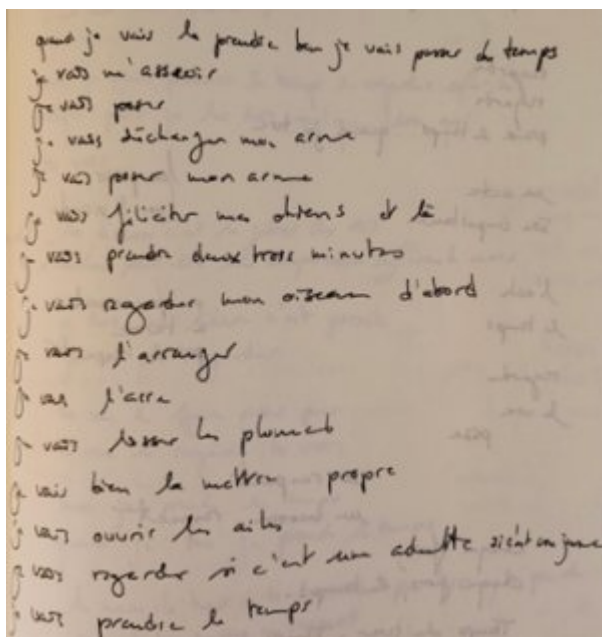 quand je vais la prendre ben je vais passer du temps
je vais m'asseoir
je vais poser
je vais décharger mon arme
je vais poser mon arme
je vais féliciter mes chiens et là
je vais prendre deux trois minutes
je vais regarder mon oiseau d'abord
je vais l'arranger
je vais
je vais lisser les plumes
je vais bien la mettre propre
je vais ouvrir les ailes
je vais regarder si c'est une adulte si c'est un jeune
je vais prendre le temps